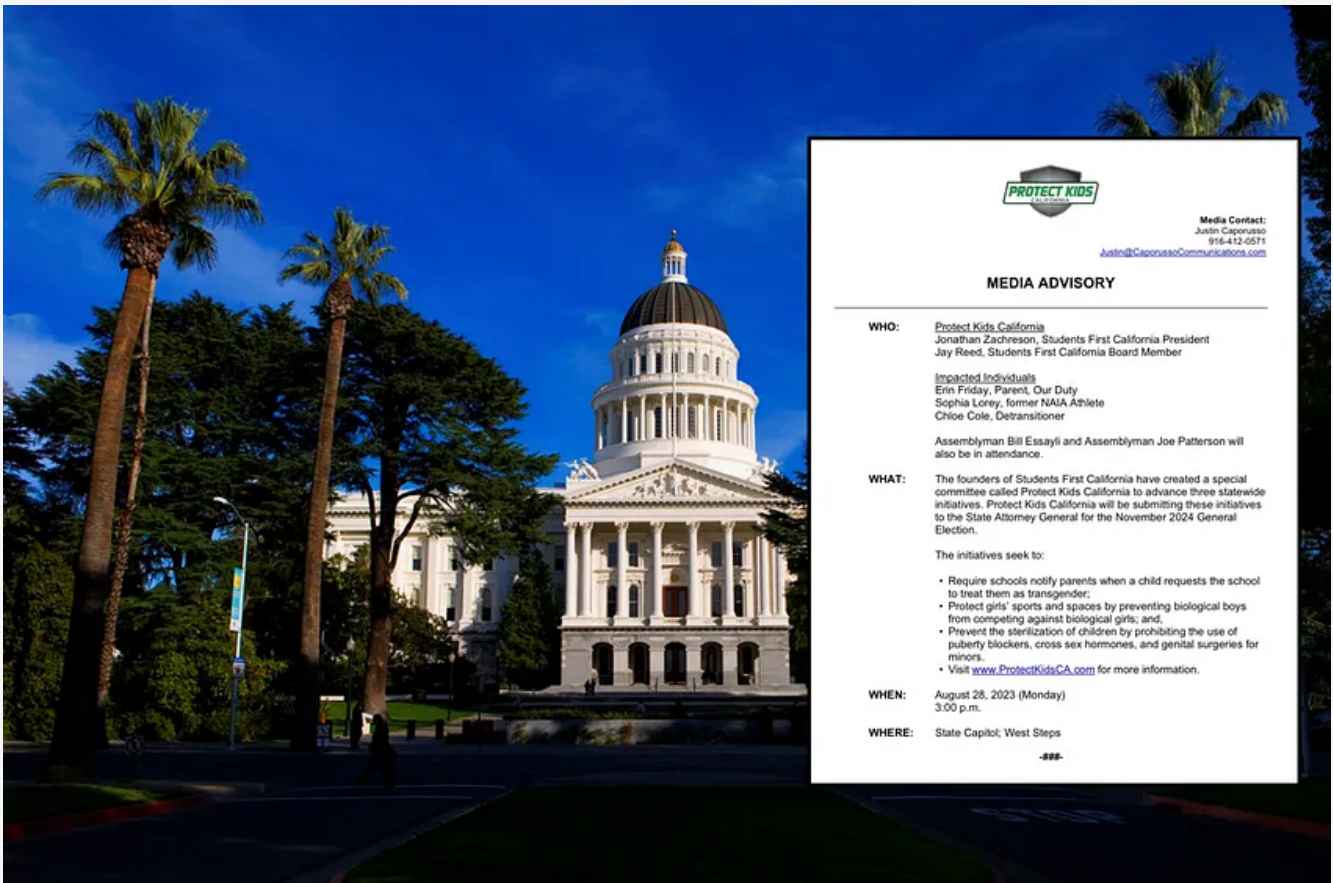 PROTECT KIDS
CALIFORNIA
Media Contact:
Justin Caporusso
916-412-0571
Justin@CaporussoCommunications.com
MEDIA ADVISORY
WHO: Protect Kids California
Jonathan Zachreson, Students First California President
Jay Reed, Students First California Board Member
Impacted Individuals
Erin Friday, Parent, Our Duty
Sophia Lorey, former NAIA Athlete
Chloe Cole, Detransitioner
Assemblyman Bill Essayli and Assemblyman Joe Patterson will
also be in attendance.
WHAT: The founders of Students First California have created a special
committee called Protect Kids California to advance three statewide
initiatives. Protect Kids California will be submitting these initiatives
to the State Attorney General for the November 2024 General
Election.
The initiatives seek to:
• Require schools notify parents when a child requests the school
to treat them as transgender;
• Protect girls' sports and spaces by preventing biological boys
from competing against biological girls; and,
• Prevent the sterilization of children by prohibiting the use of
puberty blockers, cross sex hormones, and genital surgeries for
minors.
• Visit www.ProtectKidsCA.com for more information.
WHEN: August 28, 2023 (Monday)
3:00 p.m.
WHERE: State Capitol; West Steps
-###-
STOP